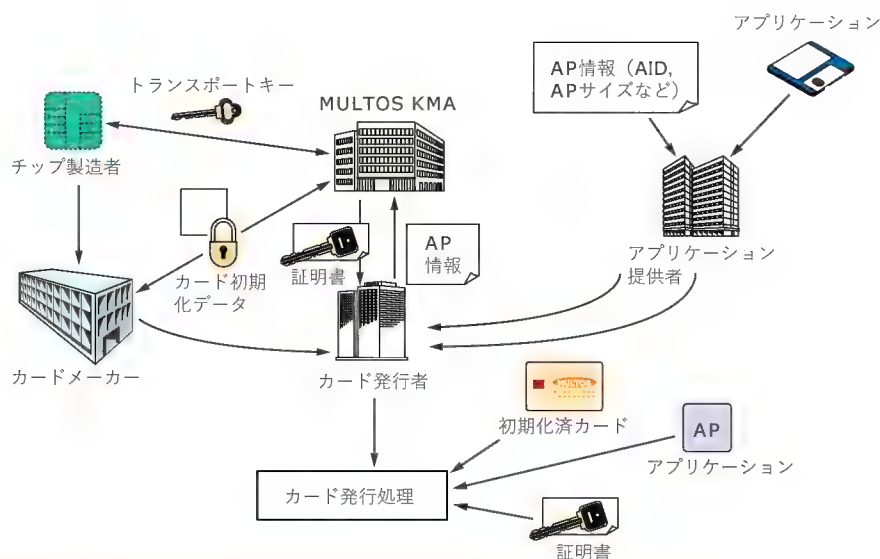 アプリケーション
AP情報（AID,
APサイズなど）
トランスポートキー
MULTOS KMA
チップ製造者
アプリケーション
提供者
証明書
AP
情報
カード初期
化データ
カードメーカー
カード発行者
MULTOS
初期化済カード
AP
アプリケーション
カード発行処理
証明書